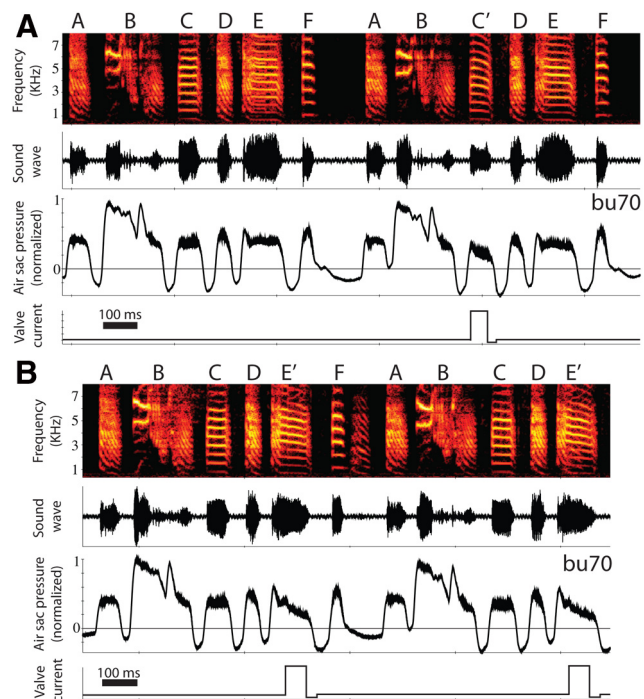 A
A B C D E F A B C' D E F
Frequency
(KHz)
7
5
3
1
Sound
wave
bu70
Air sac pressure
(normalized)
1
0
Valve
current
100 ms
B
A B C D E' F A B C D E'
Frequency
(KHz)
7
5
3
1
Sound
wave
bu70
Air sac pressure
(normalized)
1
0
Valve
current
100 ms